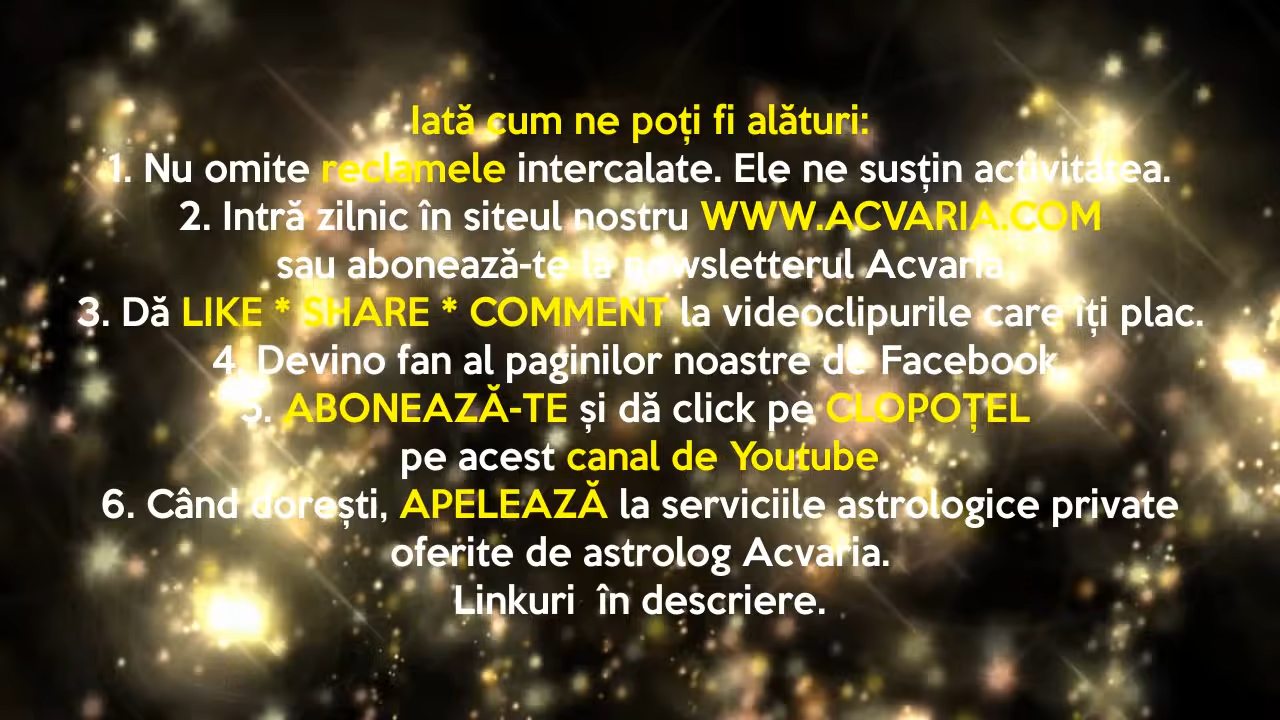 Iată cum ne poți fi alături:
1. Nu omite reclamele intercalate. Ele ne susțin activitatea.
2. Intră zilnic în siteul nostru WWW.ACVARIA.COM
sau abonează-te la newsletterul Acvaria.
3. Dă LIKE * SHARE * COMMENT la videoclipurile care îți plac.
4. Devino fan al paginilor noastre de Facebook.
5. ABONEAZĂ-TE și dă click pe CLOPOȚEL
pe acest canal de Youtube
6. Când dorești, APELEAZĂ la serviciile astrologice private
oferite de astrolog Acvaria.
Linkuri în descriere.